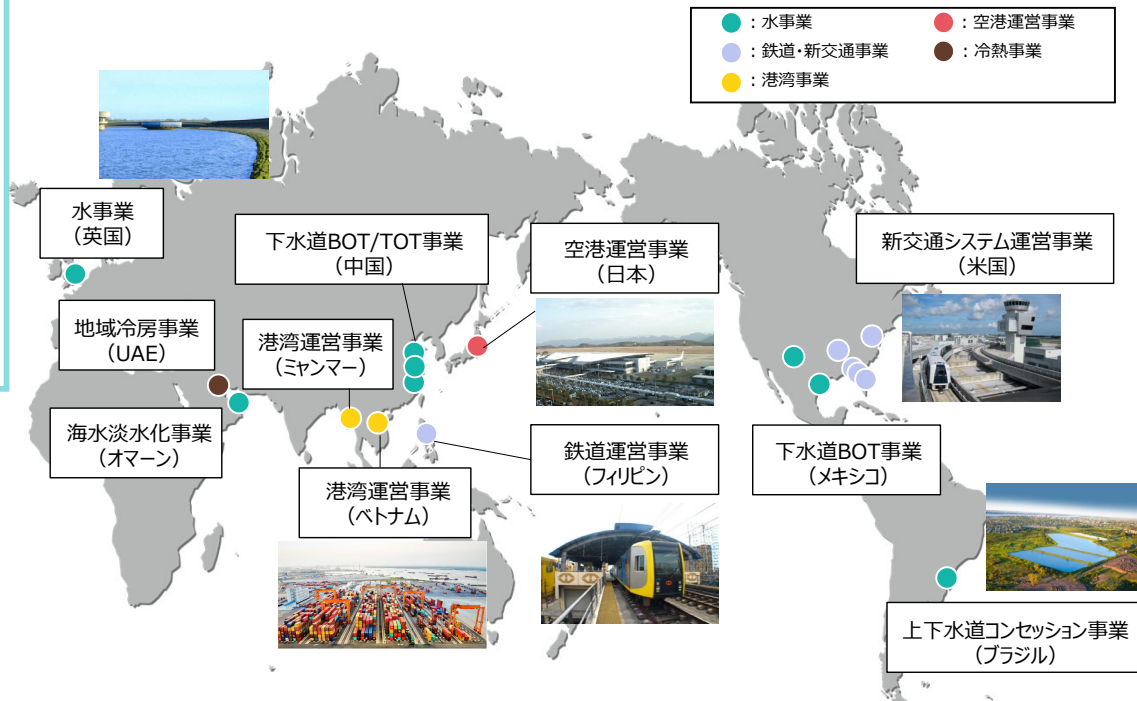 ：水事業
：空港運営事業
：鉄道・新交通事業
：冷熱事業
：港湾事業
水事業
（英国）
下水道BOT/TOT事業
（中国）
空港運営事業
（日本）
新交通システム運営事業
（米国）
地域冷房事業
（UAE）
港湾運営事業
（ミャンマー）
海水淡水化事業
（オマーン）
港湾運営事業
（ベトナム）
鉄道運営事業
（フィリピン）
下水道BOT事業
（メキシコ）
上下水道コンセッション事業
（ブラジル）